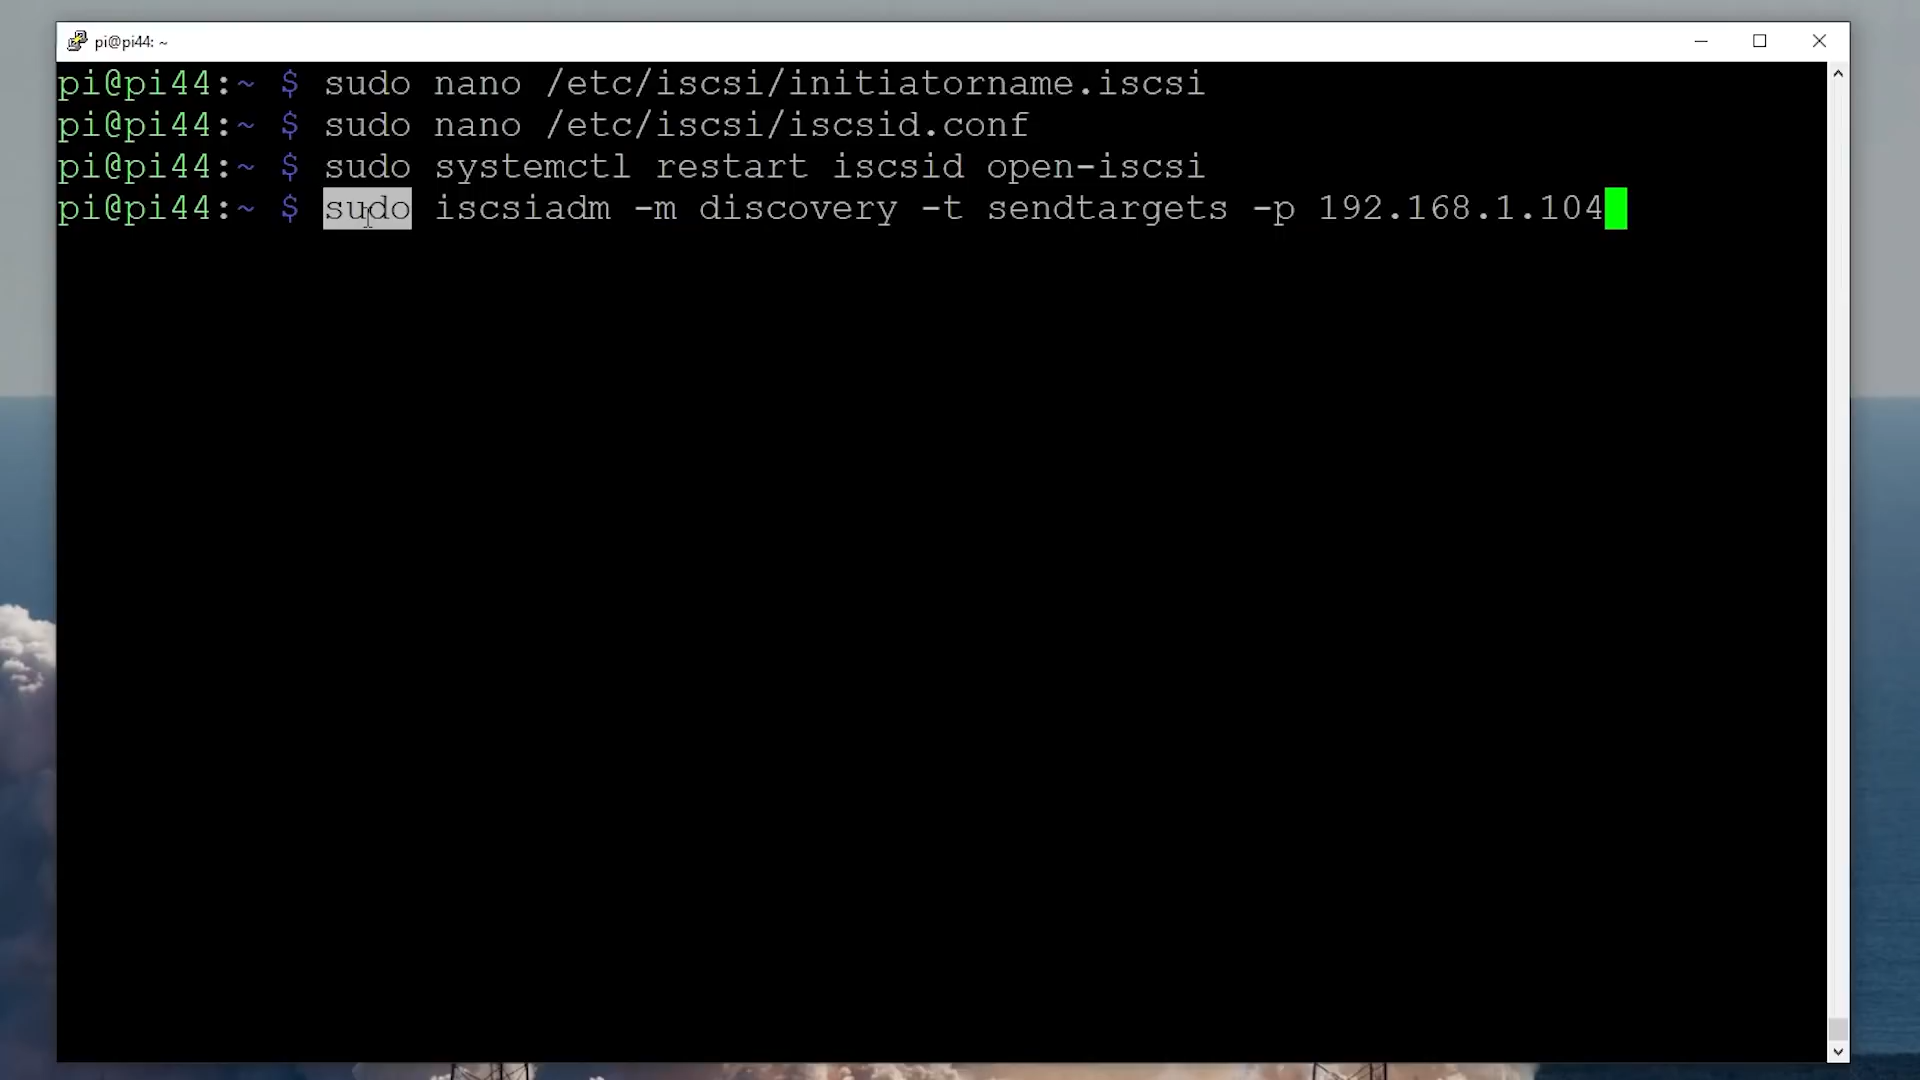 pi@pi44: ~
pi@pi44:~ $ sudo nano /etc/iscsi/initiatorname.iscsi
pi@pi44:~ $ sudo nano /etc/iscsi/iscsid.conf
pi@pi44:~ $ sudo systemctl restart iscsid open-iscsi
pi@pi44:~ $ sudo iscsiadm -m discovery -t sendtargets -p 192.168.1.104